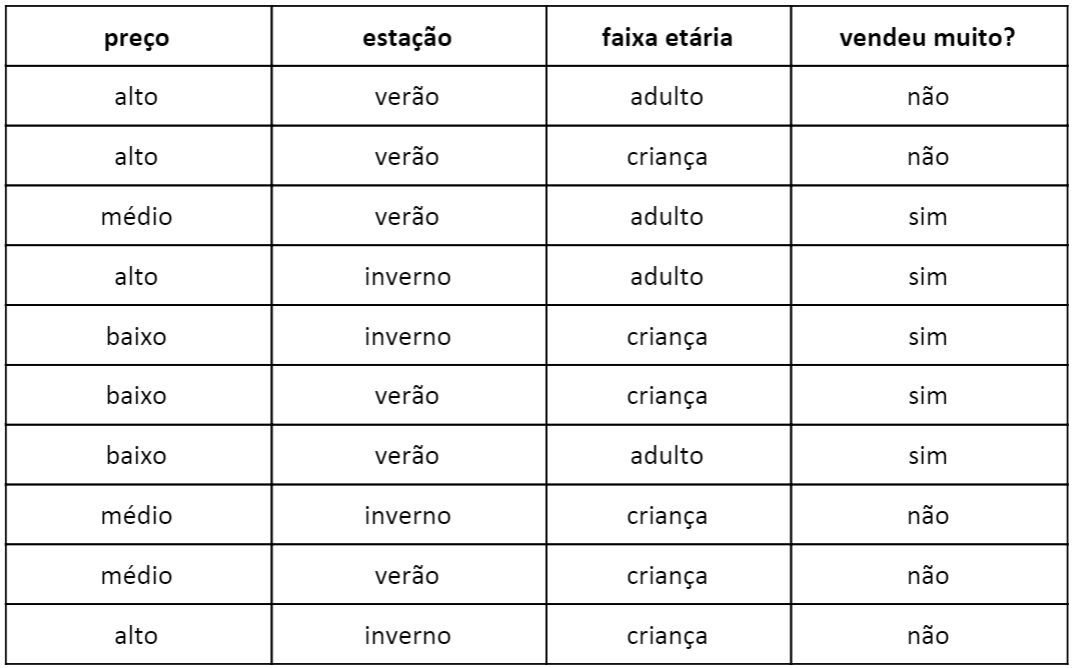 preço estação faixa etária vendeu muito?
alto verão adulto não
alto verão criança não
médio verão adulto sim
alto inverno adulto sim
baixo inverno criança sim
baixo verão criança sim
baixo verão adulto sim
médio inverno criança não
médio verão criança não
alto inverno criança não